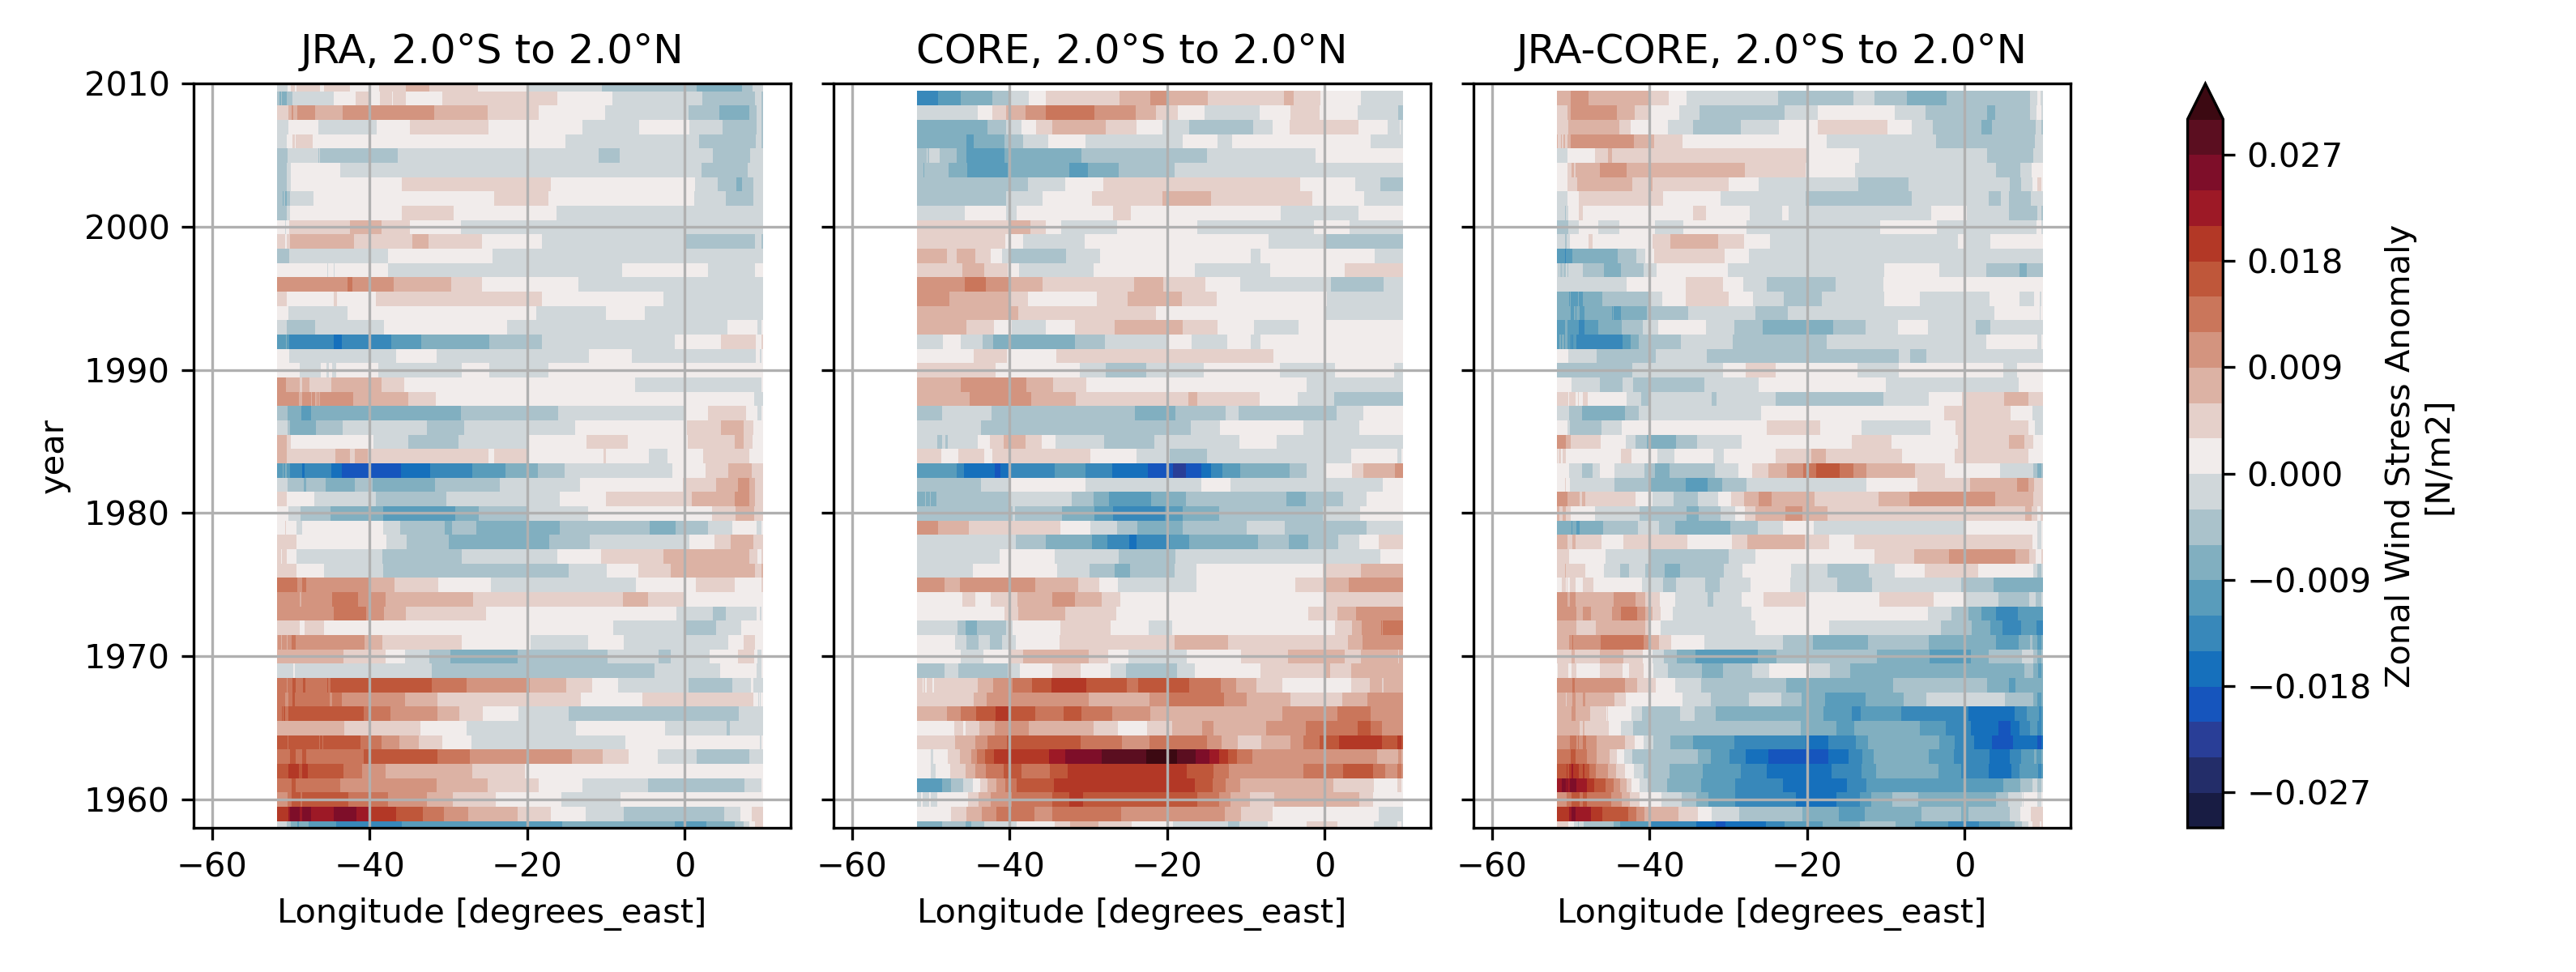 JRA, 2.0°S to 2.0°N
CORE, 2.0°S to 2.0°N
JRA-CORE, 2.0°S to 2.0°N
2010
2000
1990
1980
1970
1960
year
−60 −40 −20 0
−60 −40 −20 0
−60 −40 −20 0
Longitude [degrees_east]
Longitude [degrees_east]
Longitude [degrees_east]
0.027
0.018
0.009
0.000
−0.009
−0.018
−0.027
Zonal Wind Stress Anomaly
[N/m2]